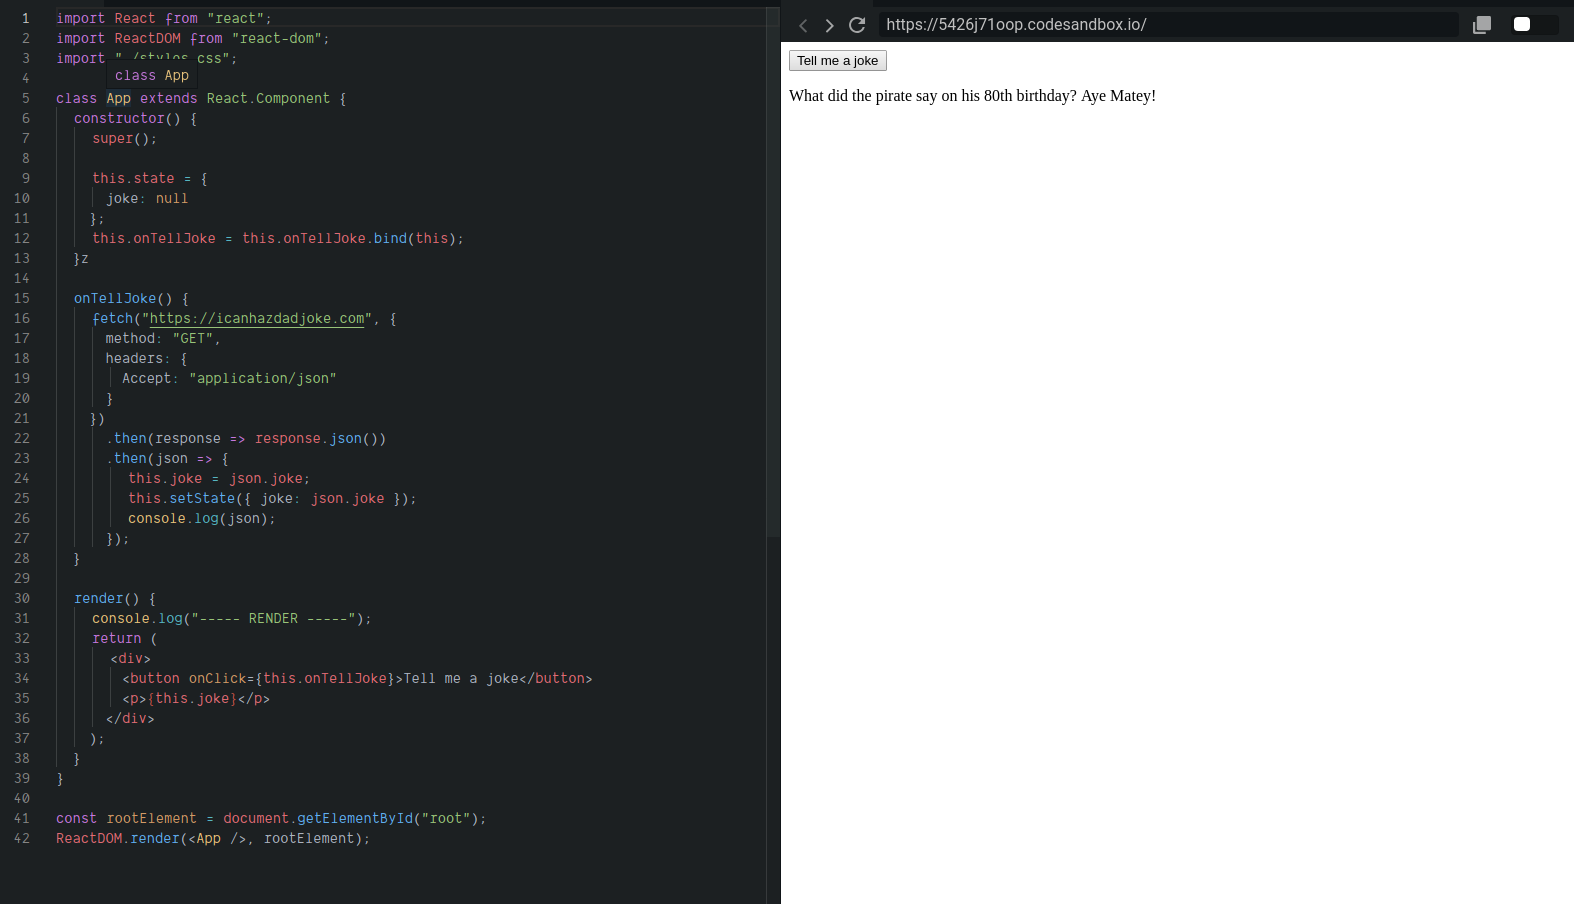 1 import React from "react";
2 import ReactDOM from "react-dom";
3 import "./styles.css";
class App
4
5 class App extends React.Component {
6 constructor() {
7 super();
8
9 this.state = {
10 joke: null
11 };
12 this.onTellJoke = this.onTellJoke.bind(this);
13 }z
14
15 onTellJoke() {
16 fetch("https://icanhazdadjoke.com", {
17 method: "GET",
18 headers: {
19 Accept: "application/json"
20 }
21 })
22 .then(response => response.json())
23 .then(json => {
24 this.joke = json.joke;
25 this.setState({ joke: json.joke });
26 console.log(json);
27 });
28 }
29
30 render() {
31 console.log("----- RENDER -----");
32 return (
33 <div>
34 <button onClick={this.onTellJoke}>Tell me a joke</button>
35 <p>{this.joke}</p>
36 </div>
37 );
38 }
39 }
40
41 const rootElement = document.getElementById("root");
42 ReactDOM.render(<App />, rootElement);
https://5426j71oop.codesandbox.io/
Tell me a joke
What did the pirate say on his 80th birthday? Aye Matey!